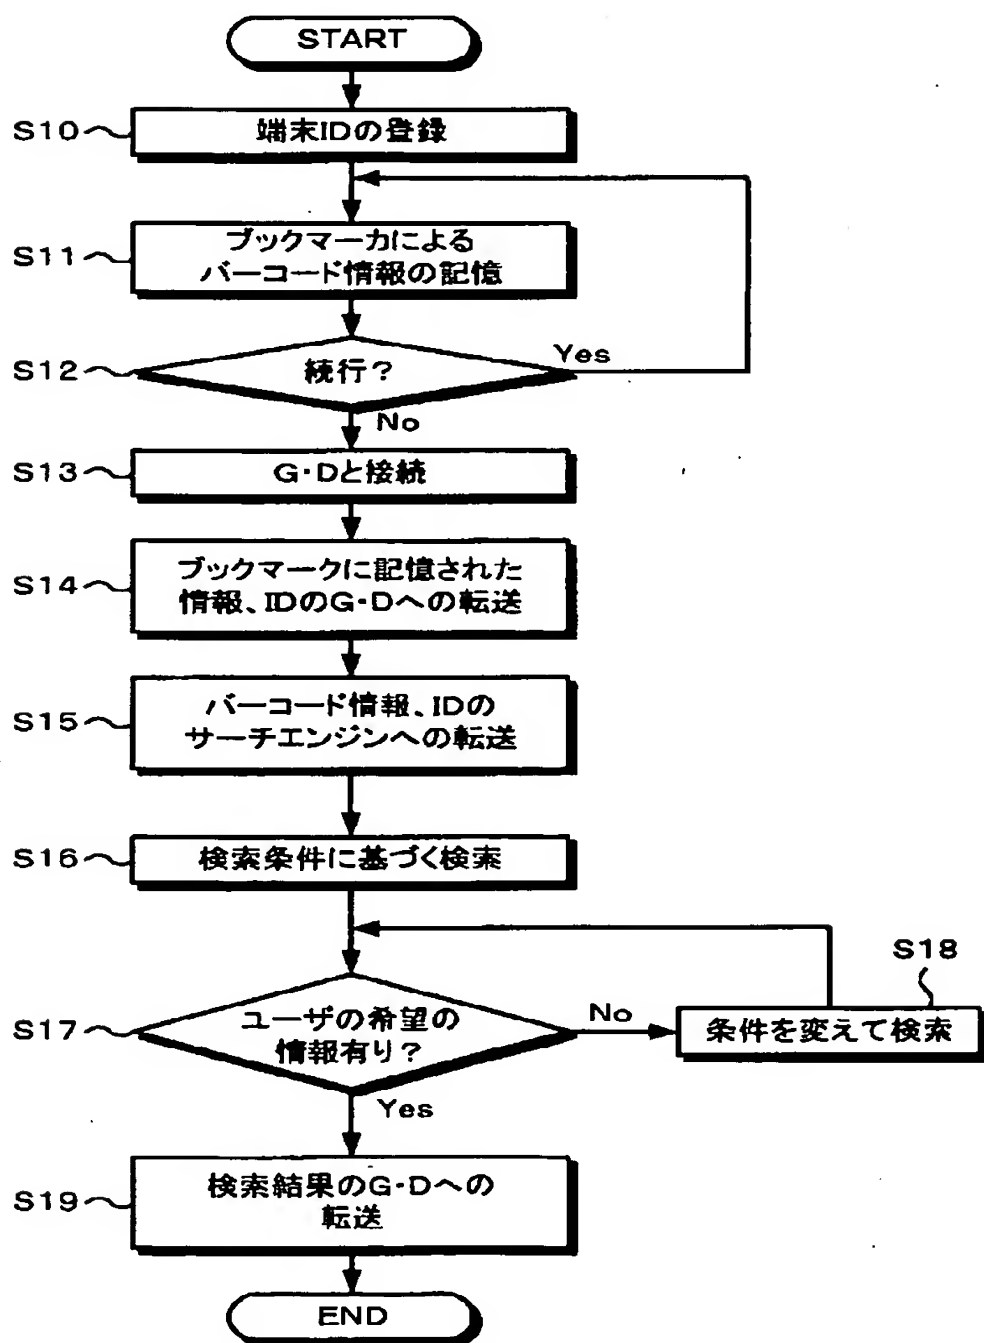 START
S10
端末IDの登録
S11
ブックマーカによる
バーコード情報の記憶
S12
続行?
Yes
No
S13
G·Dと接続
S14
ブックマークに記憶された
情報、IDのG·Dへの転送
S15
バーコード情報、IDの
サーチエンジンへの転送
S16
検索条件に基づく検索
S17
ユーザの希望の
情報有り?
No
S18
条件を変えて検索
Yes
S19
検索結果のG·Dへの
転送
END